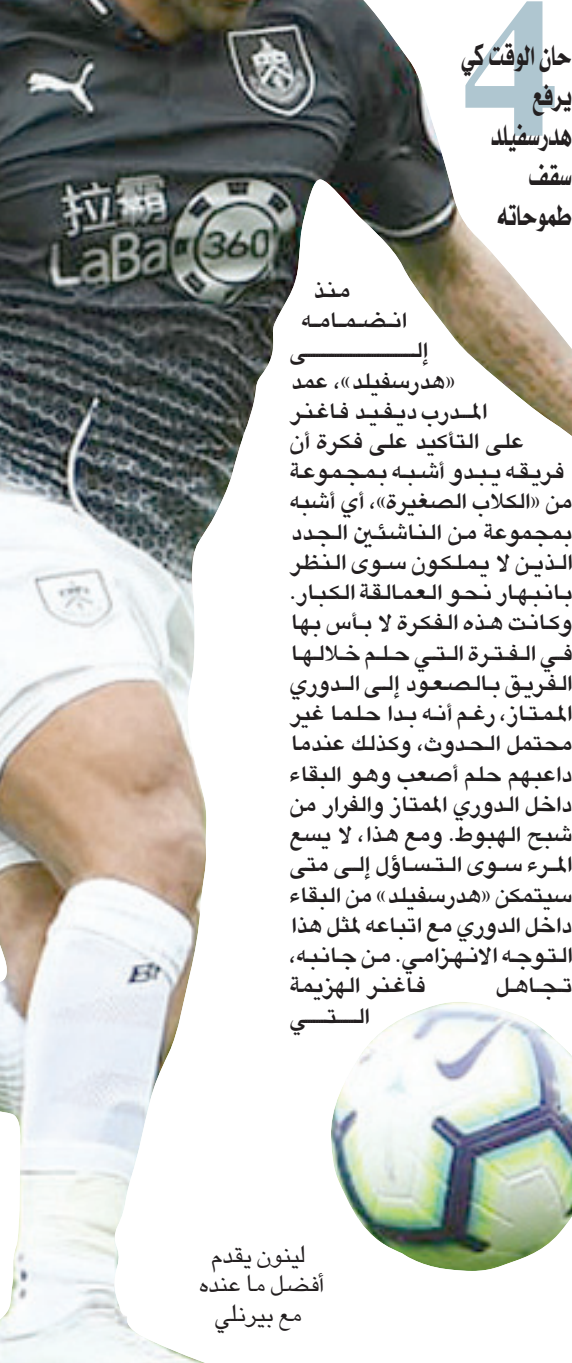 4
حان الوقت كي
يرفع
هدرسفيلد
سقف
طموحاته
拉霸
LaBa 360
منذ
انضمامه
إلى
«هدرسفيلد»، عمد
المدرب ديفيد فاغنر
على التأكيد على فكرة أن
فريقه يبدو أشبه بمجموعة
من «الكلاب الصغيرة»، أي أشبه
بمجموعة من الناشئين الجدد
الذين لا يملكون سوى النظر
بانبهار نحو العمالقة الكبار.
وكانت هذه الفكرة لا بأس بها
في الفترة التي حلم خلالها
الفريق بالصعود إلى الدوري
الممتاز، رغم أنه بدا حلما غير
محتمل الحدوث، وكذلك عندما
داعبهم حلم أصعب وهو البقاء
داخل الدوري الممتاز والفرار من
شبح الهبوط. ومع هذا، لا يسع
المرء سوى التساؤل إلى متى
سيتمكن «هدرسفيلد» من البقاء
داخل الدوري مع اتباعه لمثل هذا
التوجه الانهزامي. من جانبه،
تجاهل فاغنر الهزيمة
التي
لينون يقدم
أفضل ما عنده
مع بيرنلي